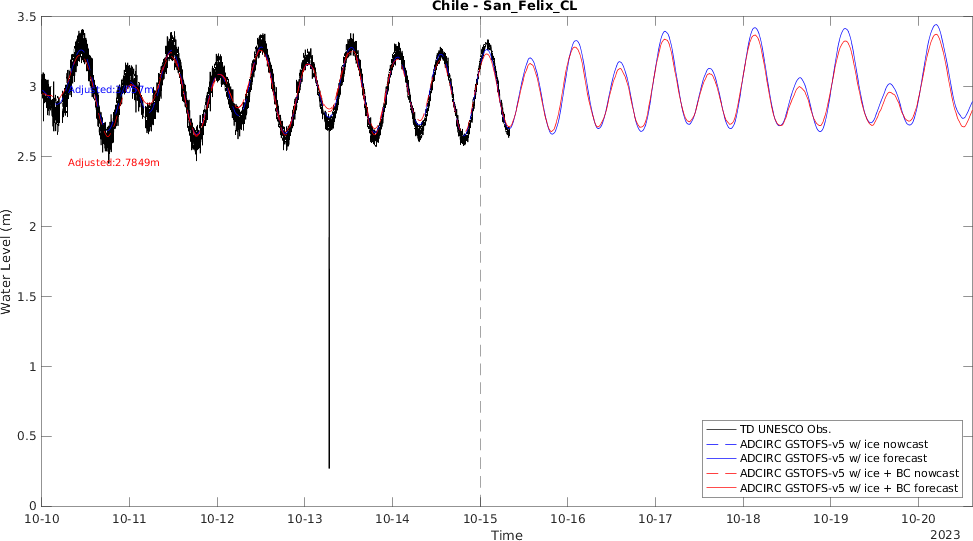 Chile - San_Felix_CL
3.5
3
2.5
2
1.5
1
0.5
0
Water Level (m)
Adjusted:2.7849m
TD UNESCO Obs.
ADCIRC GSTOFS-v5 w/ ice nowcast
ADCIRC GSTOFS-v5 w/ ice forecast
ADCIRC GSTOFS-v5 w/ ice + BC nowcast
ADCIRC GSTOFS-v5 w/ ice + BC forecast
10-10 10-11 10-12 10-13 10-14 10-15 10-16 10-17 10-18 10-19 10-20
Time
2023